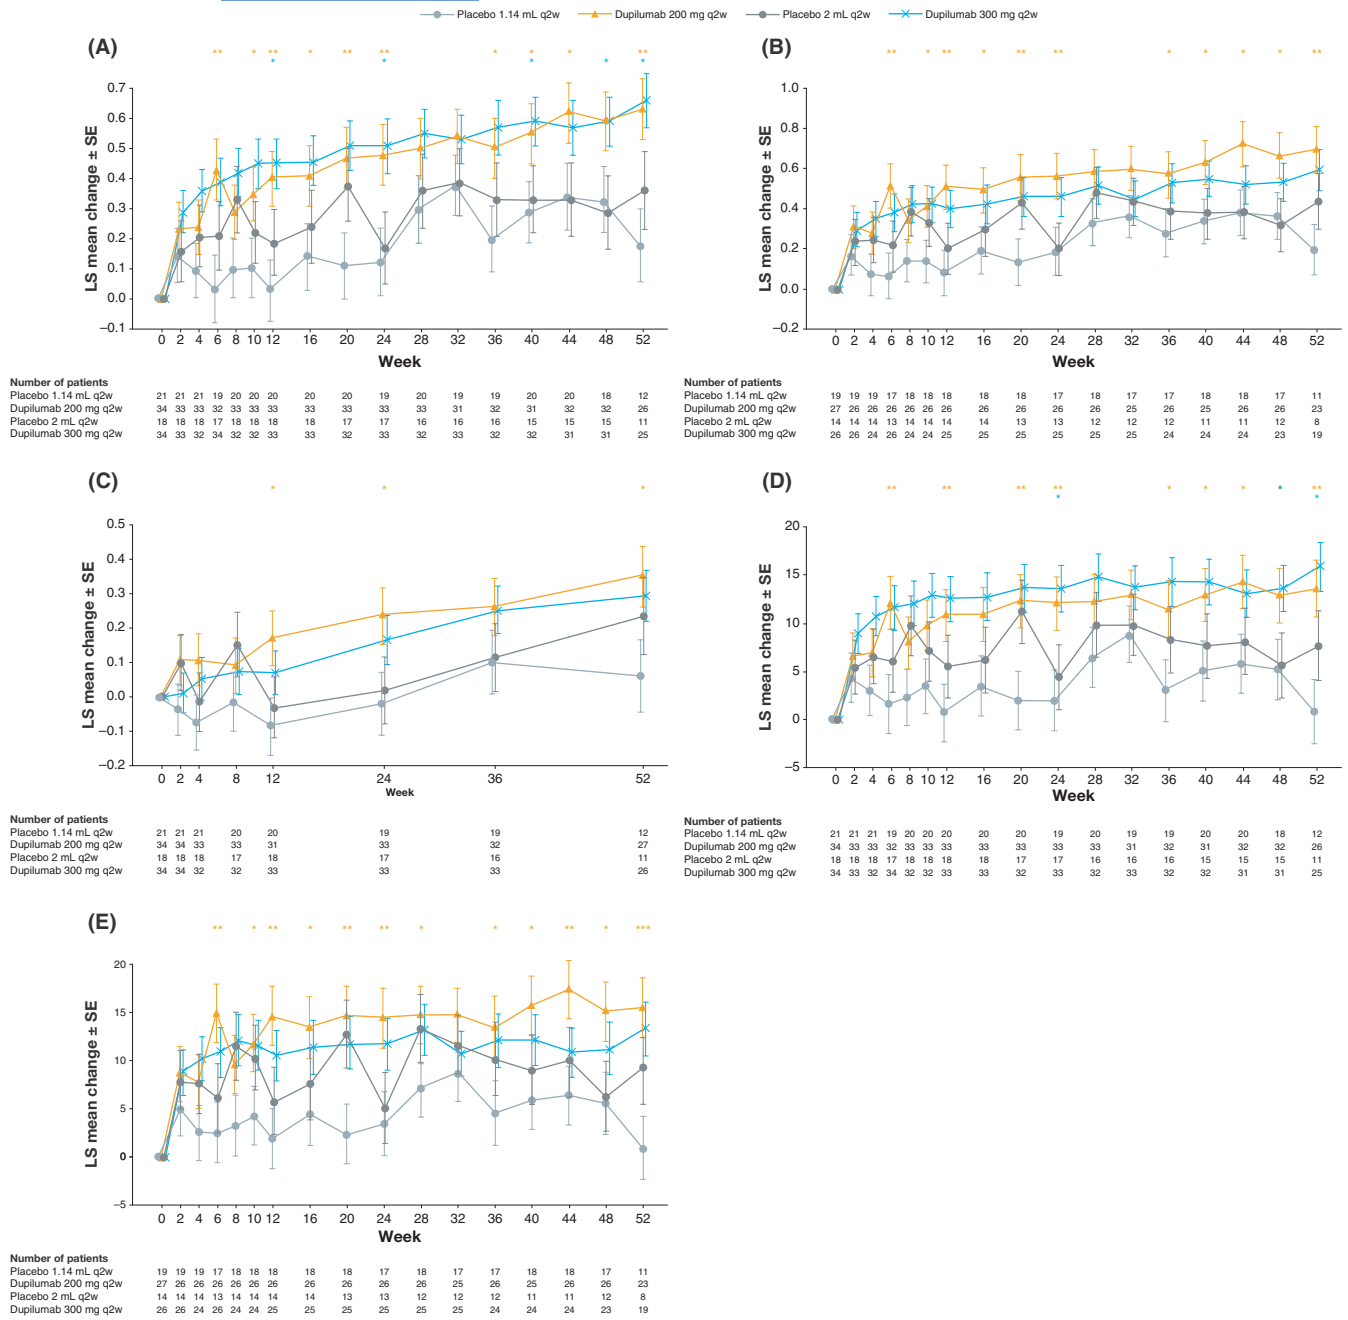 Placebo 1.14 mL q2w Dupilumab 200 mg q2w Placebo 2 mL q2w Dupilumab 300 mg q2w
(A)
** * ** * ** ** * * * **
* * * * *
LS mean change ± SE
0.7
0.6
0.5
0.4
0.3
0.2
0.1
0.0
–0.1
0 2 4 6 8 10 12 16 20 24 28 32 36 40 44 48 52
Week
Number of patients
Placebo 1.14 mL q2w 21 21 21 19 20 20 20 20 20 19 20 19 19 20 20 18 12
Dupilumab 200 mg q2w 34 33 33 32 33 33 33 33 33 33 33 31 32 31 32 32 26
Placebo 2 mL q2w 18 18 18 17 18 18 18 18 17 17 16 16 16 15 15 15 11
Dupilumab 300 mg q2w 34 33 32 34 32 32 33 33 32 33 32 33 32 32 31 31 25
(B)
** * ** * ** ** * * * * **
LS mean change ± SE
1.0
0.8
0.6
0.4
0.2
0.0
–0.2
0 2 4 6 8 10 12 16 20 24 28 32 36 40 44 48 52
Week
Number of patients
Placebo 1.14 mL q2w 19 19 19 17 18 18 18 18 18 17 18 17 17 18 18 17 11
Dupilumab 200 mg q2w 27 26 26 26 26 26 26 26 26 26 26 25 26 25 26 26 23
Placebo 2 mL q2w 14 14 14 13 14 14 14 14 13 13 12 12 12 11 11 12 8
Dupilumab 300 mg q2w 26 26 24 26 24 24 25 25 25 25 25 25 24 24 24 23 19
(C)
* * *
LS mean change ± SE
0.5
0.4
0.3
0.2
0.1
0.0
–0.1
–0.2
0 2 4 8 12 24 36 52
Week
Number of patients
Placebo 1.14 mL q2w 21 21 21 20 20 19 19 12
Dupilumab 200 mg q2w 34 34 33 33 31 33 32 27
Placebo 2 mL q2w 18 18 18 17 18 17 16 11
Dupilumab 300 mg q2w 34 34 32 32 33 33 33 26
(D)
** ** ** ** * * * * **
* *
LS mean change ± SE
20
15
10
5
0
–5
0 2 4 6 8 10 12 16 20 24 28 32 36 40 44 48 52
Week
Number of patients
Placebo 1.14 mL q2w 21 21 21 19 20 20 20 20 20 19 20 19 19 20 20 18 12
Dupilumab 200 mg q2w 34 33 33 32 33 33 33 33 33 33 33 31 32 31 32 32 26
Placebo 2 mL q2w 18 18 18 17 18 18 18 18 17 17 16 16 16 15 15 15 11
Dupilumab 300 mg q2w 34 33 32 34 32 32 33 33 32 33 32 33 32 32 31 31 25
(E)
** * ** * ** ** * * * ** * ***
LS mean change ± SE
20
15
10
5
0
–5
0 2 4 6 8 10 12 16 20 24 28 32 36 40 44 48 52
Week
Number of patients
Placebo 1.14 mL q2w 19 19 19 17 18 18 18 18 18 17 18 17 17 18 18 17 11
Dupilumab 200 mg q2w 27 26 26 26 26 26 26 26 26 26 26 25 26 25 26 26 23
Placebo 2 mL q2w 14 14 14 13 14 14 14 14 13 13 12 12 12 11 11 12 8
Dupilumab 300 mg q2w 26 26 24 26 24 24 25 25 25 25 25 25 24 24 24 23 19